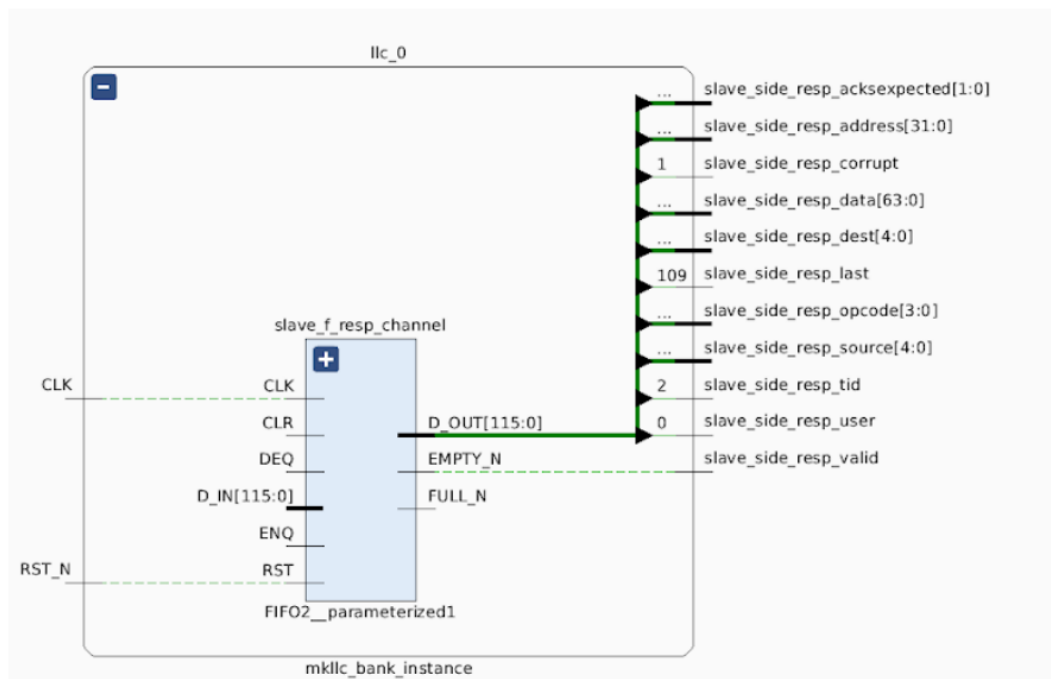 llc_0
... slave_side_resp_acksexpected[1:0]
... slave_side_resp_address[31:0]
1 slave_side_resp_corrupt
... slave_side_resp_data[63:0]
... slave_side_resp_dest[4:0]
109 slave_side_resp_last
... slave_side_resp_opcode[3:0]
slave_f_resp_channel
... slave_side_resp_source[4:0]
CLK CLK 2 slave_side_resp_tid
CLR D_OUT[115:0] 0 slave_side_resp_user
DEQ EMPTY_N slave_side_resp_valid
D_IN[115:0] FULL_N
ENQ
RST_N RST
FIFO2__parameterized1
mkllc_bank_instance